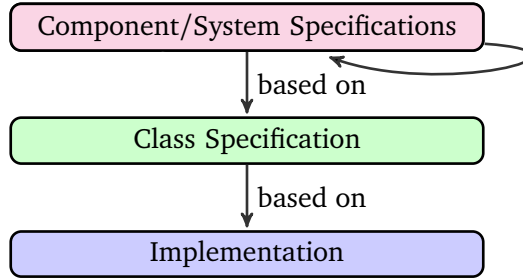 Component/System Specifications
based on
Class Specification
based on
Implementation